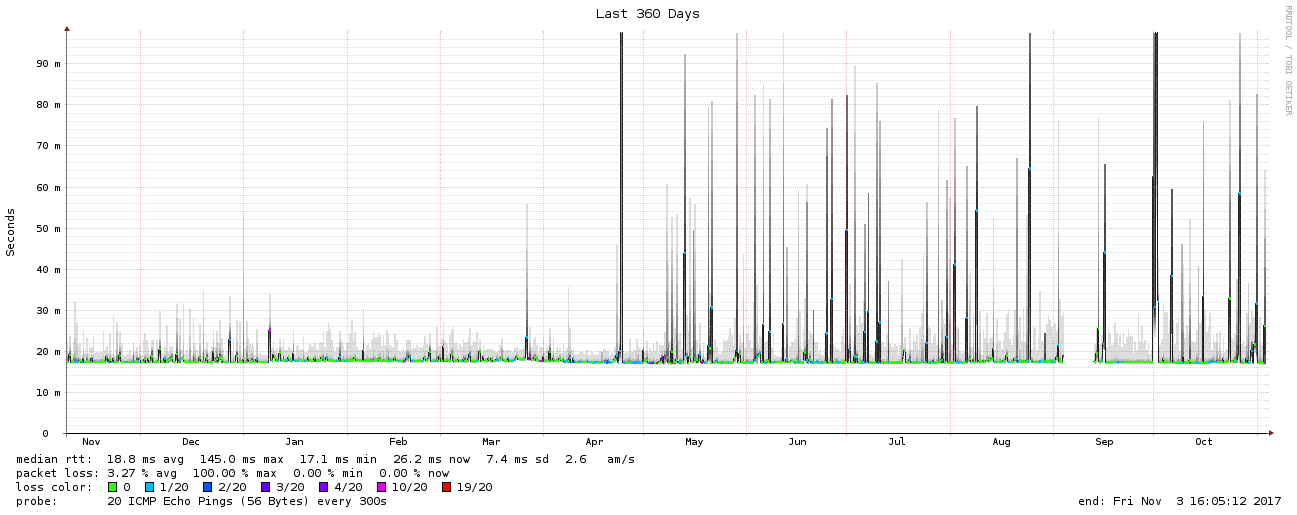 Last 360 Days
RRDTOOL / TOBI OETIKER
Seconds
90 m
80 m
70 m
60 m
50 m
40 m
30 m
20 m
10 m
0
Nov Dec Jan Feb Mar Apr May Jun Jul Aug Sep Oct
median rtt: 18.8 ms avg 145.0 ms max 17.1 ms min 26.2 ms now 7.4 ms sd 2.6 am/s
packet loss: 3.27 % avg 100.00 % max 0.00 % min 0.00 % now
loss color: 0 1/20 2/20 3/20 4/20 10/20 19/20
probe: 20 ICMP Echo Pings (56 Bytes) every 300s
end: Fri Nov 3 16:05:12 2017